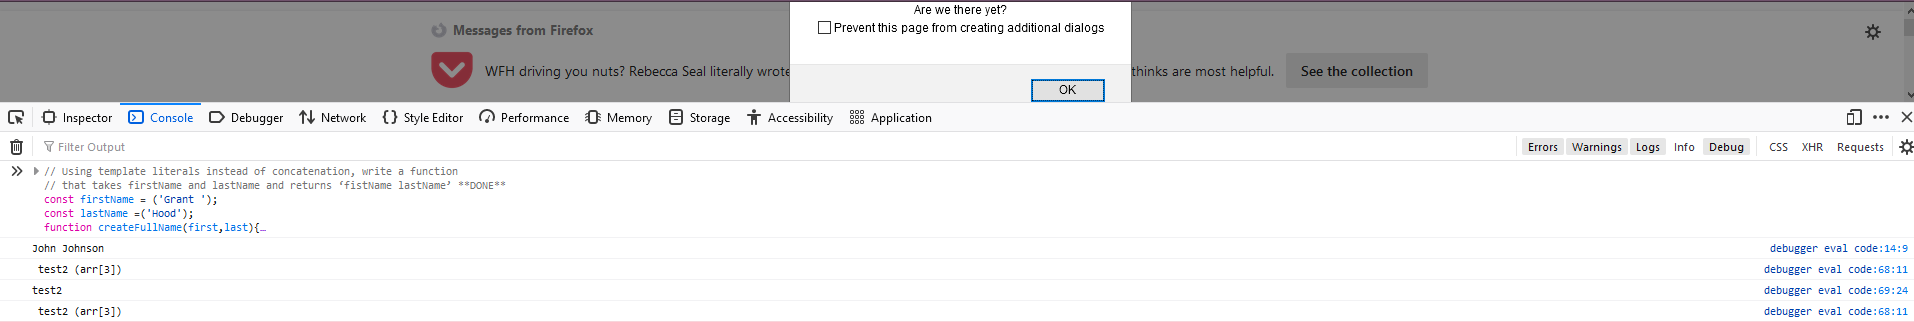 Are we there yet?
Prevent this page from creating additional dialogs
Messages from Firefox
WFH driving you nuts? Rebecca Seal literally wrote thinks are most helpful. See the collection
OK
Inspector Console Debugger Network Style Editor Performance Memory Storage Accessibility Application
Filter Output Errors Warnings Logs Info Debug CSS XHR Requests
// Using template literals instead of concatenation, write a function
// that takes firstName and lastName and returns ‘fistName lastName’ **DONE**
const firstName = ('Grant ');
const lastName =('Hood');
function createFullName(first,last){…
John Johnson debugger eval code:14:9
test2 (arr[3]) debugger eval code:68:11
test2 debugger eval code:69:24
test2 (arr[3]) debugger eval code:68:11